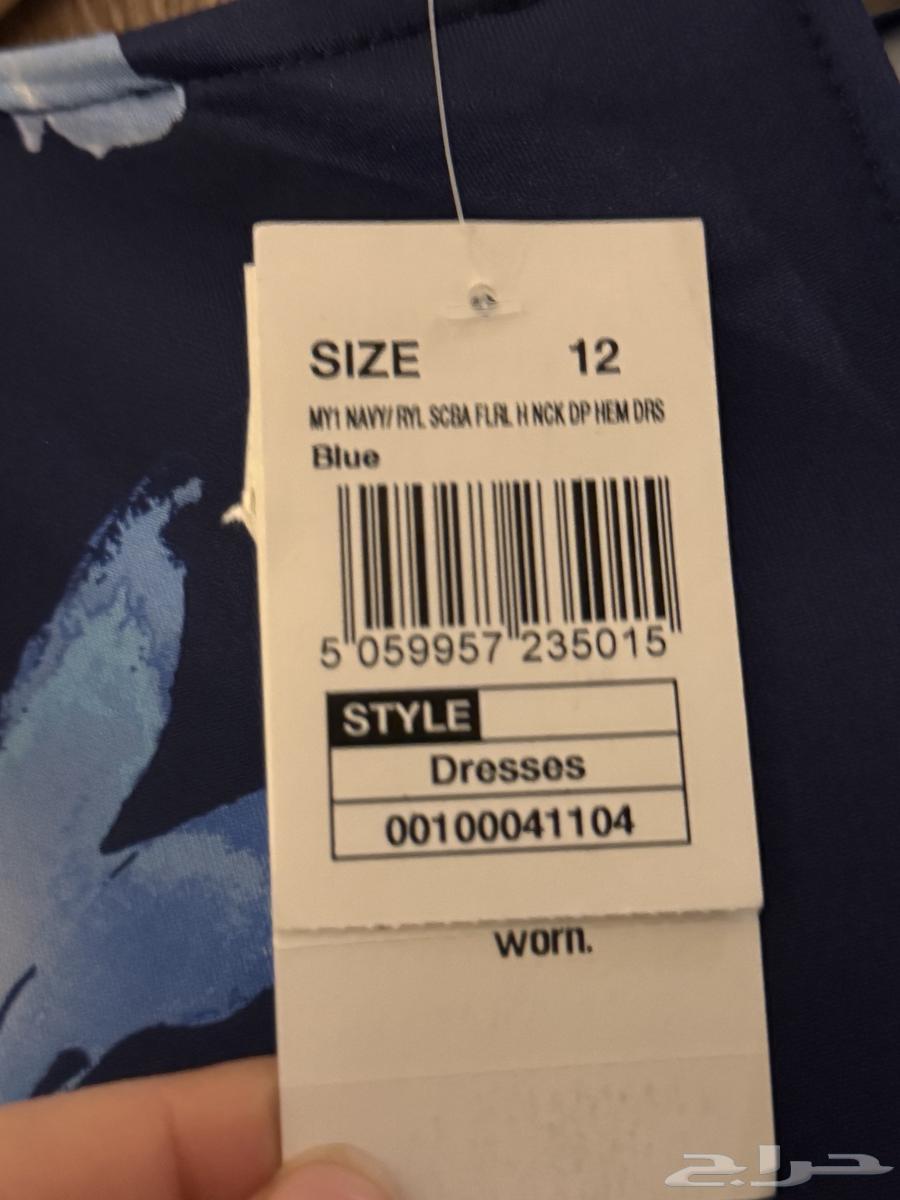 SIZE 12
MY1 NAVY/ RYL SCBA FLRL H NCK DP HEM DRS
Blue
5 059957 235015
STYLE
Dresses
00100041104
worn.
حراج